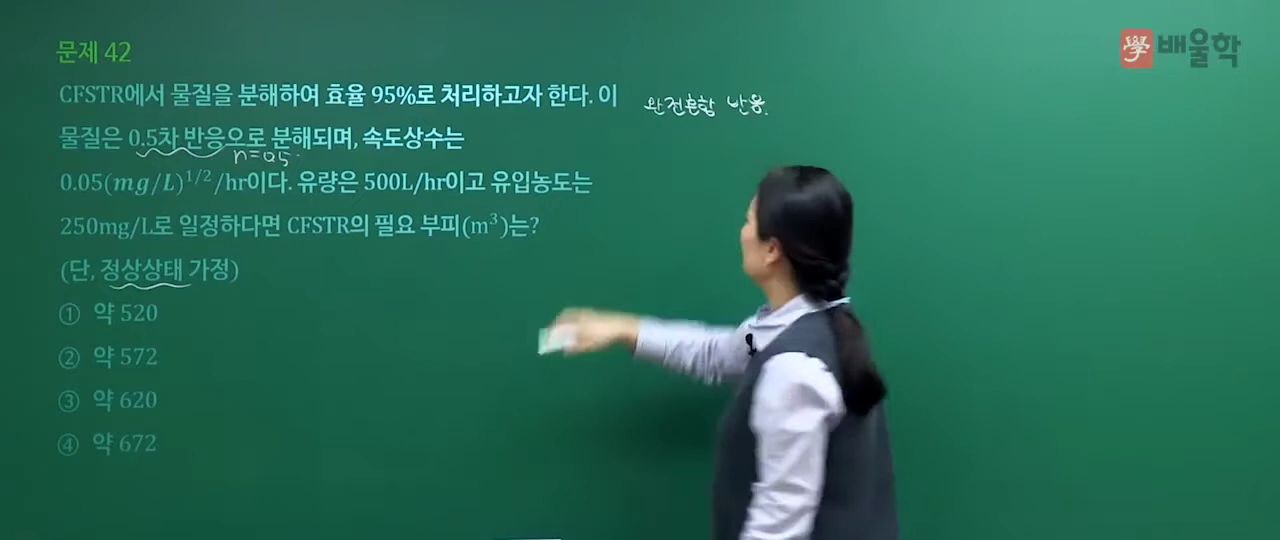 문제 42
學 배울학
CFSTR에서 물질을 분해하여 효율 95%로 처리하고자 한다. 이
완전혼합 반응.
물질은 0.5차 반응으로 분해되며, 속도상수는
n=0.5
0.05(mg/L)^{1/2}/hr이다. 유량은 500L/hr이고 유입농도는
250mg/L로 일정하다면 CFSTR의 필요 부피(m³)는?
(단, 정상상태 가정)
① 약 520
② 약 572
③ 약 620
④ 약 672